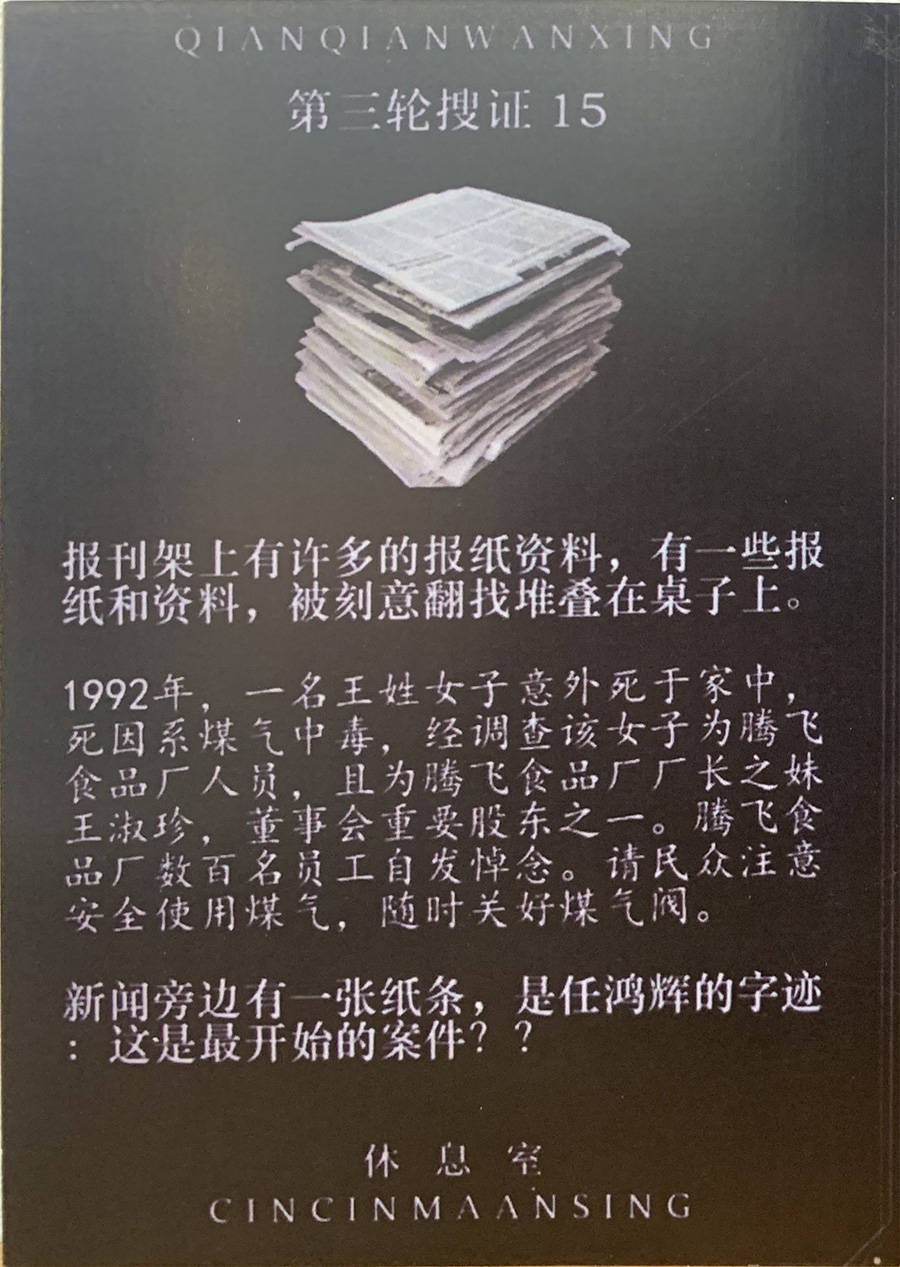 QIANQIANWANXING
第三轮搜证 15
报刊架上有许多的报纸资料，有一些报
纸和资料，被刻意翻找堆叠在桌子上。
1992年，一名王姓女子意外死于家中，
死因系煤气中毒，经调查该女子为腾飞
食品厂人员，且为腾飞食品厂厂长之妹
王淑珍，董事会重要股东之一。腾飞食
品厂数百名员工自发悼念。请民众注意
安全使用煤气，随时关好煤气阀。
新闻旁边有一张纸条，是任鸿辉的字迹
：这是最开始的案件？？
休息室
CINCINMAANSING